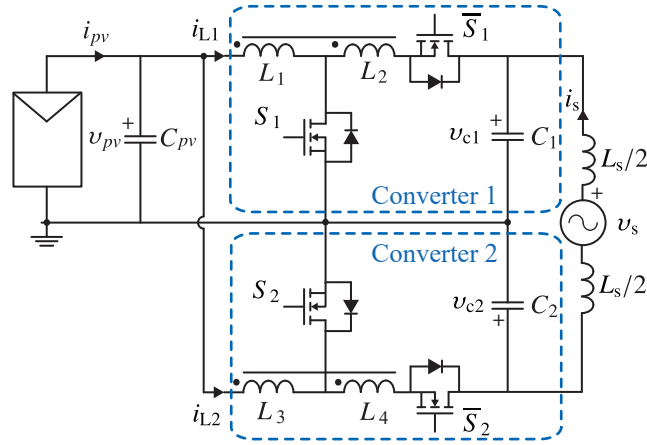 i_pv
i_L1
L_1
L_2
S̅_1
υ_pv
+
C_pv
S_1
υ_c1
+
C_1
i_s
L_s/2
+
υ_s
Converter 1
Converter 2
S_2
υ_c2
+
C_2
L_s/2
i_L2
L_3
L_4
S̅_2